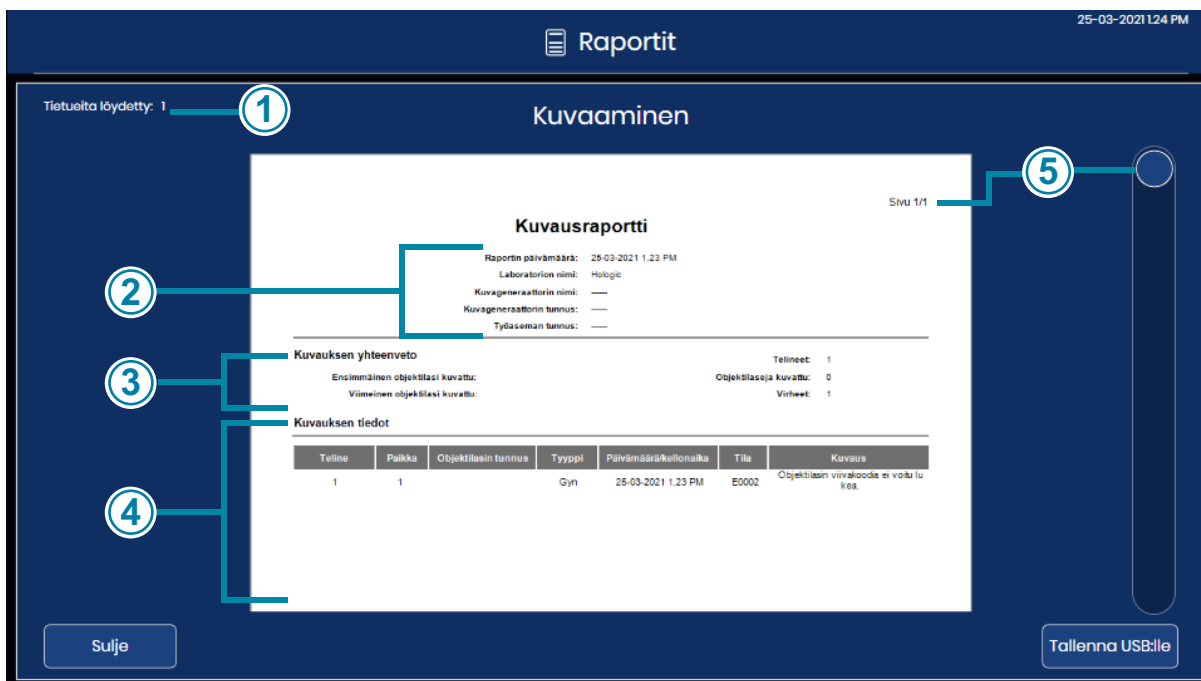 25-03-2021 1.24 PM
Raportit
Tietueita löydetty: 1
1
Kuvaaminen
5
Sivu 1/1
Kuvausraportti
2
Raportin päivämäärä: 25-03-2021 1.23 PM
Laboratorion nimi: Hologic
Kuvageneraattorin nimi: -----
Kuvageneraattorin tunnus: -----
Työaseman tunnus: -----
3
Kuvauksen yhteenveto
Telineet: 1
Ensimmäinen objektilasi kuvattu: Objektilaseja kuvattu: 0
Viimeinen objektilasi kuvattu: Virheet: 1
4
Kuvauksen tiedot
Teline Paikka Objektilasin tunnus Tyyppi Päivämäärä/kellonaika Tila Kuvaus
1 1 Gyn 25-03-2021 1.23 PM E0002 Objektilasin viivakoodia ei voitu lu
kea.
Sulje
Tallenna USB:lle